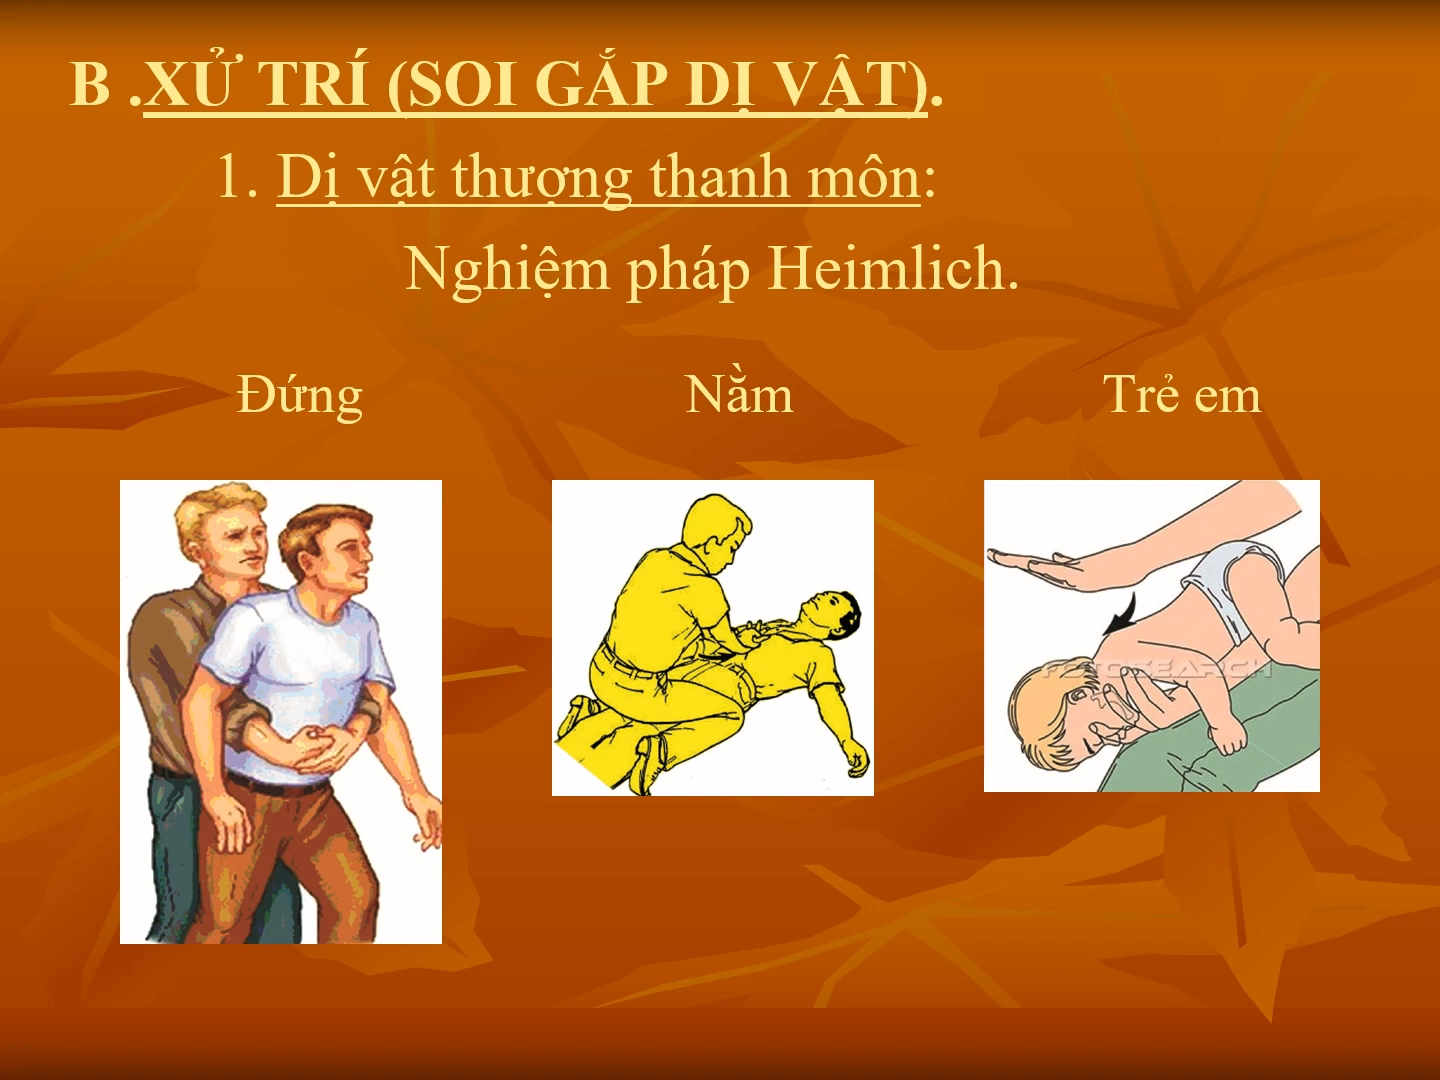 B .XỬ TRÍ (SOI GẮP DỊ VẬT).
1. Dị vật thượng thanh môn:
Nghiệm pháp Heimlich.
Đứng Nằm Trẻ em
FOTOSEARCH